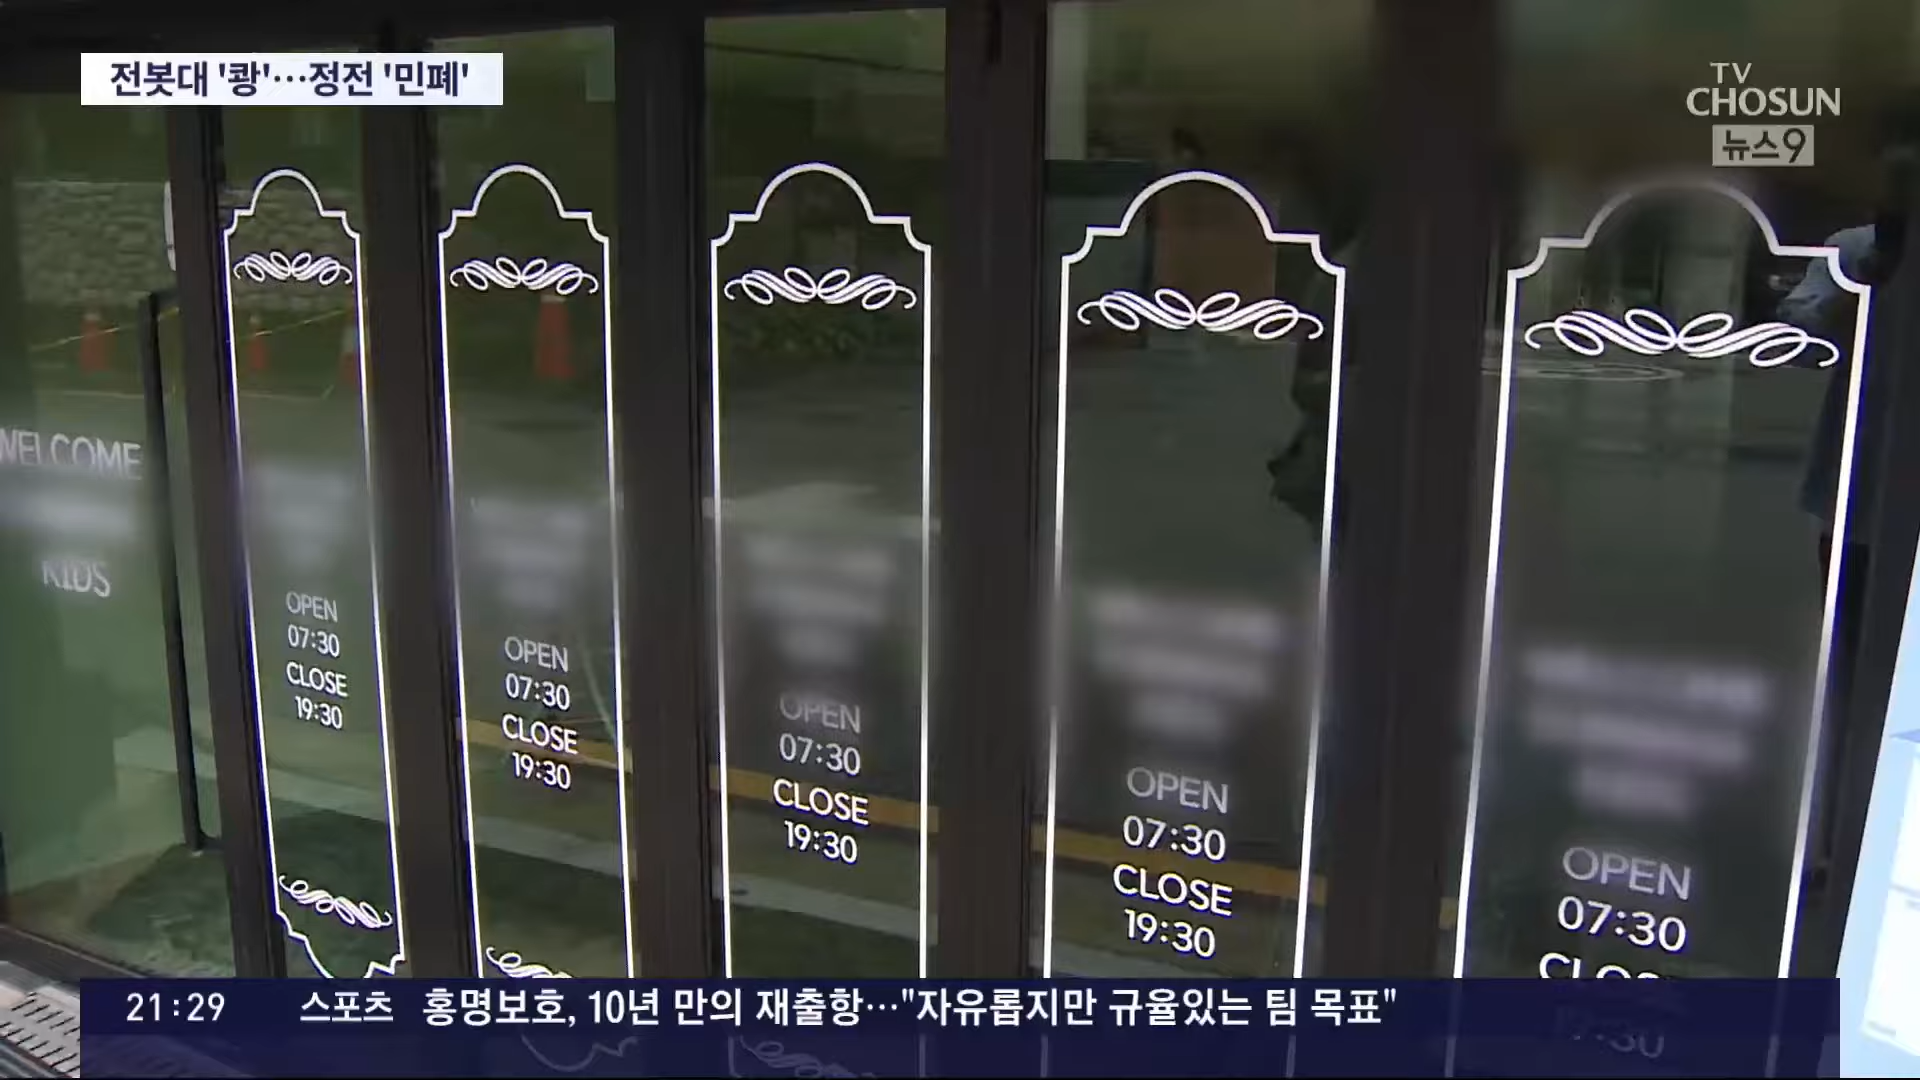 전봇대 '쾅'…정전 '민폐'
TV
CHOSUN
뉴스9
WELCOME
KIDS
OPEN
07:30
CLOSE
19:30
OPEN
07:30
CLOSE
19:30
OPEN
07:30
CLOSE
19:30
OPEN
07:30
CLOSE
19:30
OPEN
07:30
CLOSE
21:29 스포츠 홍명보호, 10년 만의 재출항…"자유롭지만 규율있는 팀 목표"